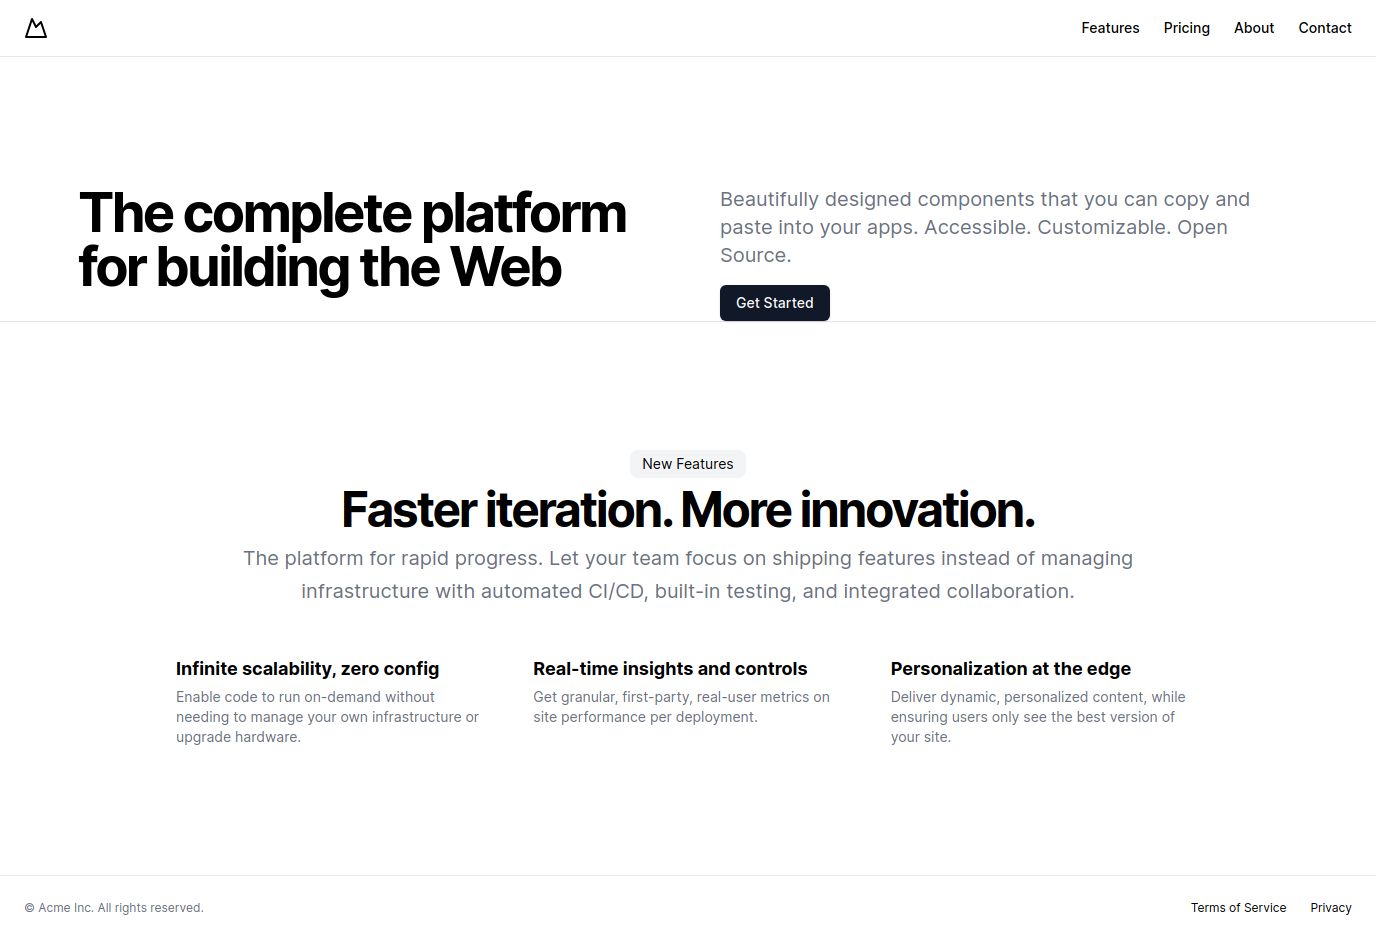 Features Pricing About Contact
The complete platform
for building the Web
Beautifully designed components that you can copy and
paste into your apps. Accessible. Customizable. Open
Source.
Get Started
New Features
Faster iteration. More innovation.
The platform for rapid progress. Let your team focus on shipping features instead of managing
infrastructure with automated CI/CD, built-in testing, and integrated collaboration.
Infinite scalability, zero config
Enable code to run on-demand without
needing to manage your own infrastructure or
upgrade hardware.
Real-time insights and controls
Get granular, first-party, real-user metrics on
site performance per deployment.
Personalization at the edge
Deliver dynamic, personalized content, while
ensuring users only see the best version of
your site.
© Acme Inc. All rights reserved.
Terms of Service Privacy